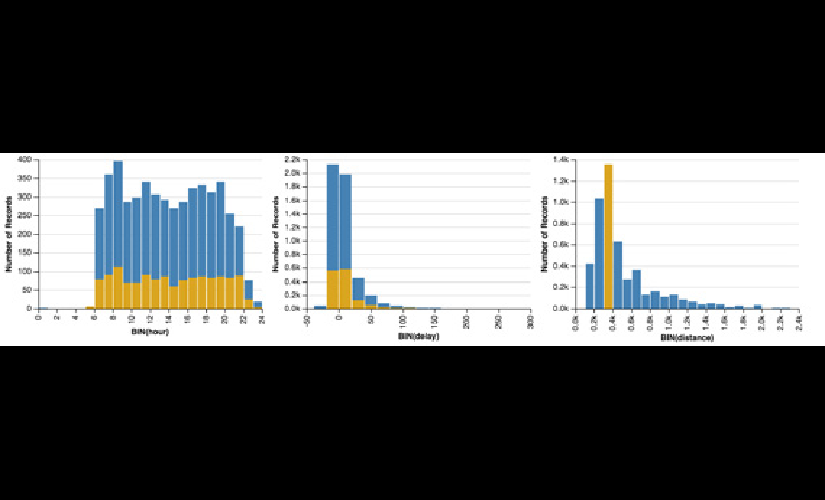 400
350
300
250
200
150
100
50
0
Number of Records
0 2 4 6 8 10 12 14 16 18 20 22 24
BIN(hour)
2.2k
2.0k
1.8k
1.6k
1.4k
1.2k
1.0k
0.8k
0.6k
0.4k
0.2k
0.0k
Number of Records
-50 0 50 100 150 200 250 300
BIN(delay)
1.4k
1.2k
1.0k
0.8k
0.6k
0.4k
0.2k
0.0k
Number of Records
0.0k 0.2k 0.4k 0.6k 0.8k 1.0k 1.2k 1.4k 1.6k 1.8k 2.0k 2.2k 2.4k
BIN(distance)